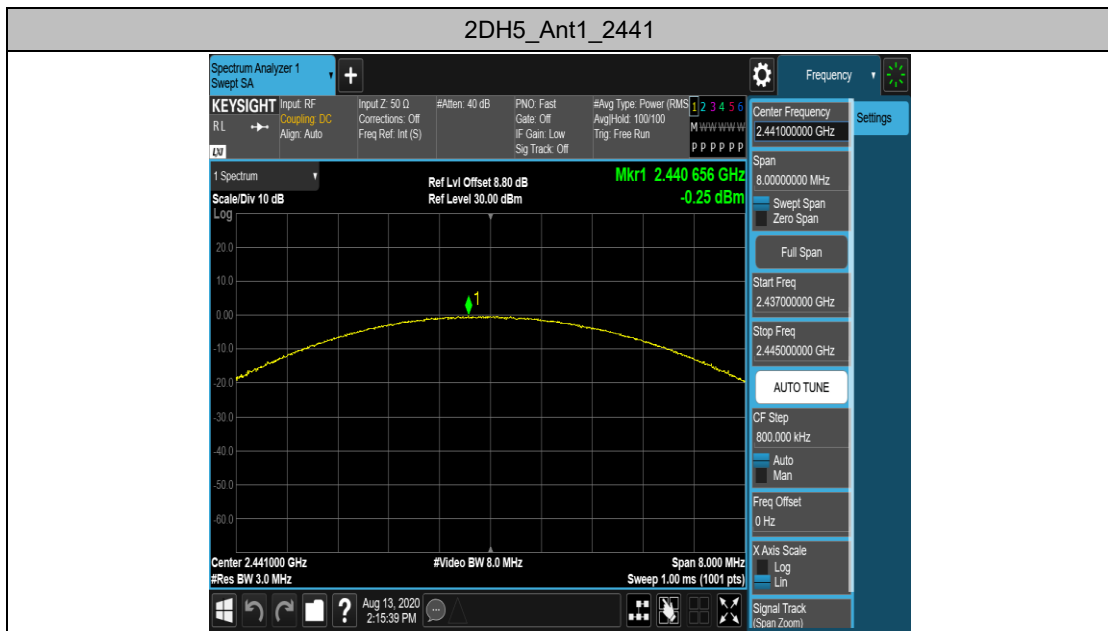 2DH5_Ant1_2441
Spectrum Analyzer 1
Swept SA
+
Frequency
KEYSIGHT
RL
LXI
Input: RF
Coupling: DC
Align: Auto
Input Z: 50 Ω
Corrections: Off
Freq Ref: Int (S)
#Atten: 40 dB
PNO: Fast
Gate: Off
IF Gain: Low
Sig Track: Off
#Avg Type: Power (RMS
Avg|Hold: 100/100
Trig: Free Run
1 2 3 4 5 6
M W W W W W
P P P P P P
Center Frequency
2.441000000 GHz
Settings
1 Spectrum
Scale/Div 10 dB
Ref Lvl Offset 8.80 dB
Ref Level 30.00 dBm
Mkr1 2.440 656 GHz
-0.25 dBm
Span
8.00000000 MHz
Swept Span
Zero Span
Full Span
Start Freq
2.437000000 GHz
Stop Freq
2.445000000 GHz
AUTO TUNE
CF Step
800.000 kHz
Auto
Man
Freq Offset
0 Hz
X Axis Scale
Log
Lin
Signal Track
(Span Zoom)
Log
20.0
10.0
0.00
-10.0
-20.0
-30.0
-40.0
-50.0
-60.0
1
Center 2.441000 GHz
#Res BW 3.0 MHz
#Video BW 8.0 MHz
Span 8.000 MHz
Sweep 1.00 ms (1001 pts)
?
Aug 13, 2020
2:15:39 PM